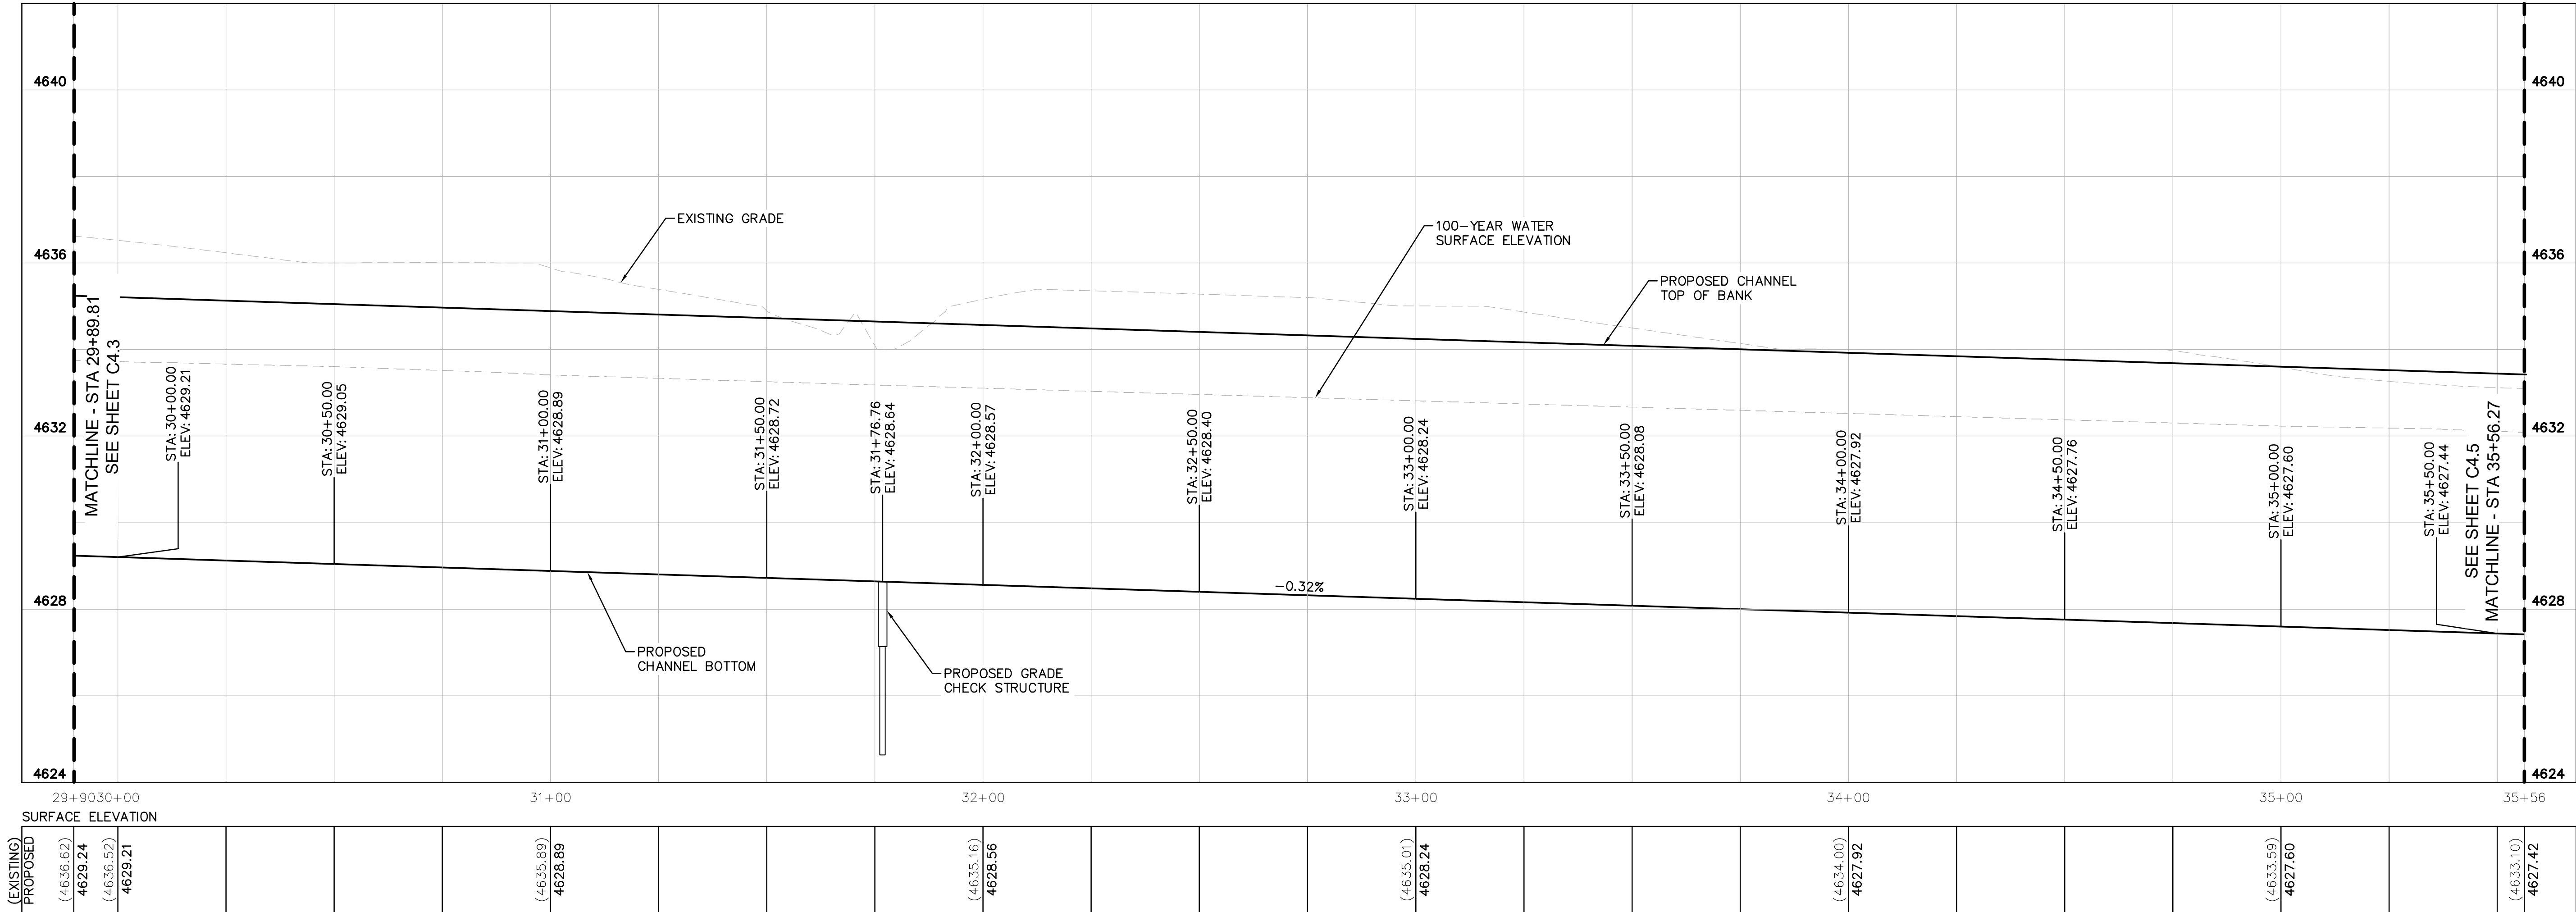 4640
4640
EXISTING GRADE
100-YEAR WATER
SURFACE ELEVATION
4636
4636
PROPOSED CHANNEL
TOP OF BANK
MATCHLINE - STA 29+89.81
SEE SHEET C4.3
STA: 30+00.00
ELEV: 4629.21
STA: 30+50.00
ELEV: 4629.05
STA: 31+00.00
ELEV: 4628.89
STA: 31+50.00
ELEV: 4628.72
STA: 31+76.76
ELEV: 4628.64
STA: 32+00.00
ELEV: 4628.57
STA: 32+50.00
ELEV: 4628.40
STA: 33+00.00
ELEV: 4628.24
STA: 33+50.00
ELEV: 4628.08
STA: 34+00.00
ELEV: 4627.92
STA: 34+50.00
ELEV: 4627.76
STA: 35+00.00
ELEV: 4627.60
STA: 35+50.00
ELEV: 4627.44
SEE SHEET C4.5
MATCHLINE - STA 35+56.27
4632
4632
-0.32%
4628
4628
PROPOSED
CHANNEL BOTTOM
PROPOSED GRADE
CHECK STRUCTURE
4624
4624
29+90 30+00 31+00 32+00 33+00 34+00 35+00 35+56
SURFACE ELEVATION
(EXISTING)
PROPOSED
(4636.62)
4629.24
(4636.52)
4629.21
(4635.89)
4628.89
(4635.16)
4628.56
(4635.01)
4628.24
(4634.00)
4627.92
(4633.59)
4627.60
(4633.10)
4627.42